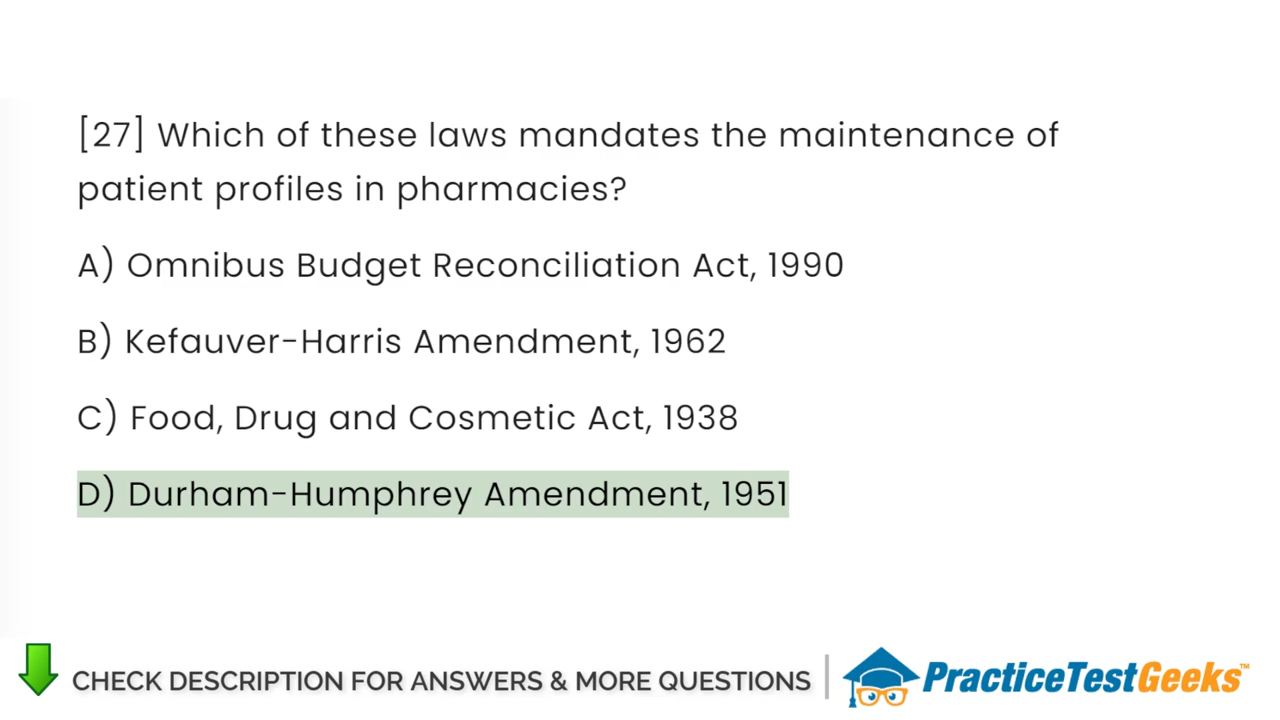 [27] Which of these laws mandates the maintenance of
patient profiles in pharmacies?
A) Omnibus Budget Reconciliation Act, 1990
B) Kefauver-Harris Amendment, 1962
C) Food, Drug and Cosmetic Act, 1938
D) Durham-Humphrey Amendment, 1951
CHECK DESCRIPTION FOR ANSWERS & MORE QUESTIONS
PracticeTestGeeks™